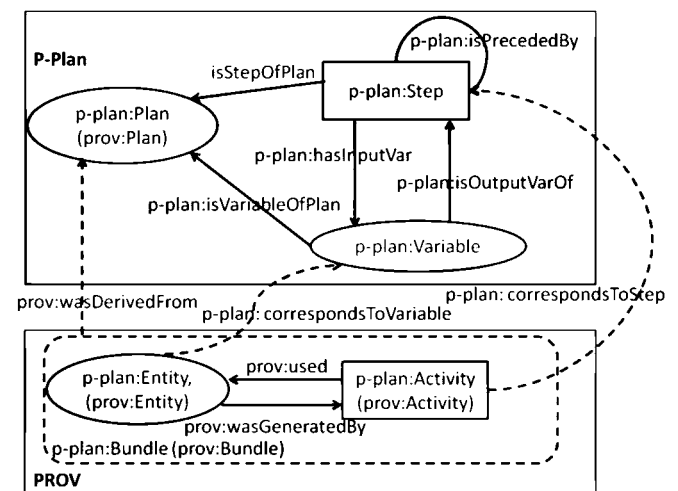 p-plan:isPrecededBy
P-Plan
isStepOfPlan
p-plan:Step
p-plan:Plan
(prov:Plan)
p-plan:hasInputVar
p-plan:isOutputVarOf
p-plan:isVariableOfPlan
p-plan:Variable
prov:wasDerivedFrom
p-plan: correspondsToStep
p-plan: correspondsToVariable
prov:used
p-plan:Entity,
(prov:Entity)
p-plan:Activity
(prov:Activity)
prov:wasGeneratedBy
p-plan:Bundle (prov:Bundle)
PROV